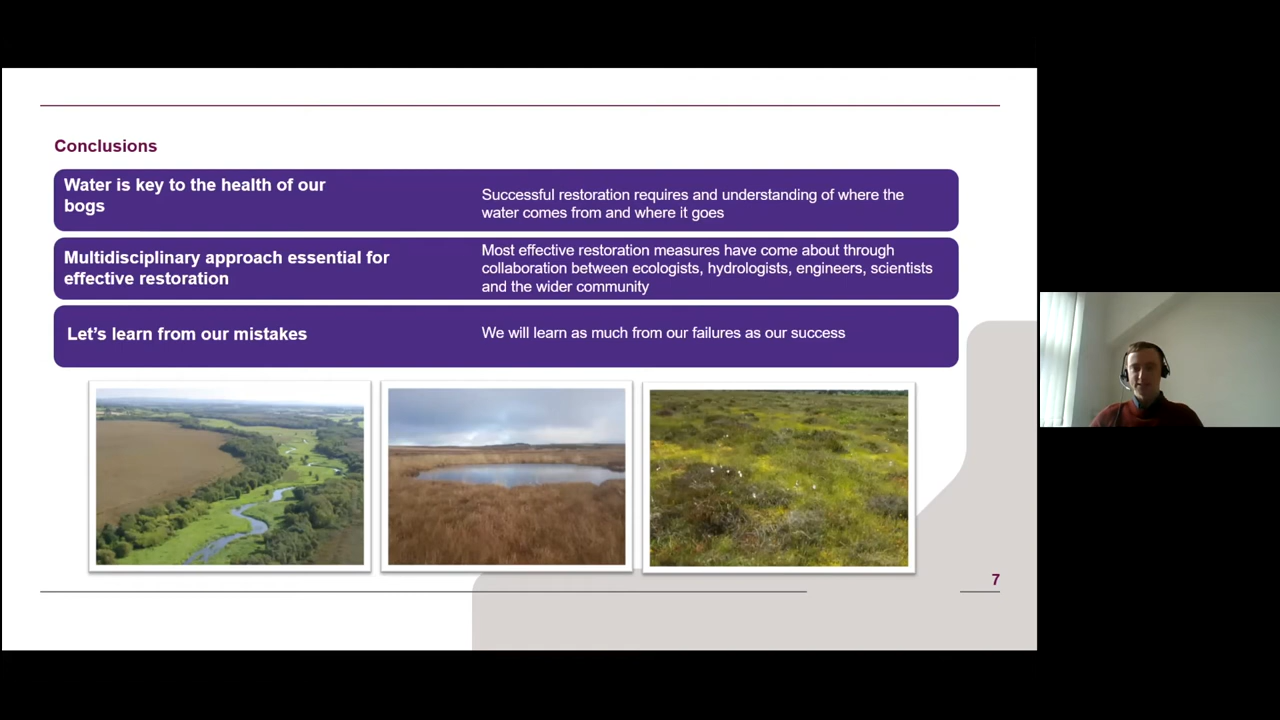 Conclusions
Water is key to the health of our
bogs
Successful restoration requires and understanding of where the
water comes from and where it goes
Multidisciplinary approach essential for
effective restoration
Most effective restoration measures have come about through
collaboration between ecologists, hydrologists, engineers, scientists
and the wider community
Let’s learn from our mistakes
We will learn as much from our failures as our success
7